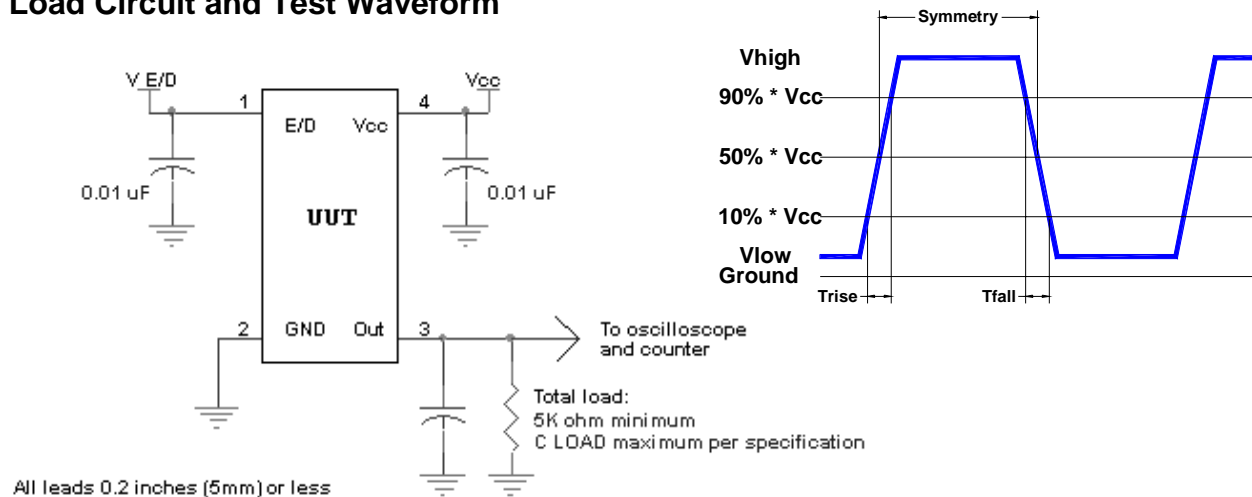 Load Circuit and Test Waveform
V E/D
Vcc
1
4
E/D
Vcc
0.01 uF
0.01 uF
UUT
2
GND
Out
3
To oscilloscope
and counter
Total load:
5K ohm minimum
C LOAD maximum per specification
All leads 0.2 inches (5mm) or less
Symmetry
Vhigh
90% * Vcc
50% * Vcc
10% * Vcc
Vlow
Ground
Trise
Tfall